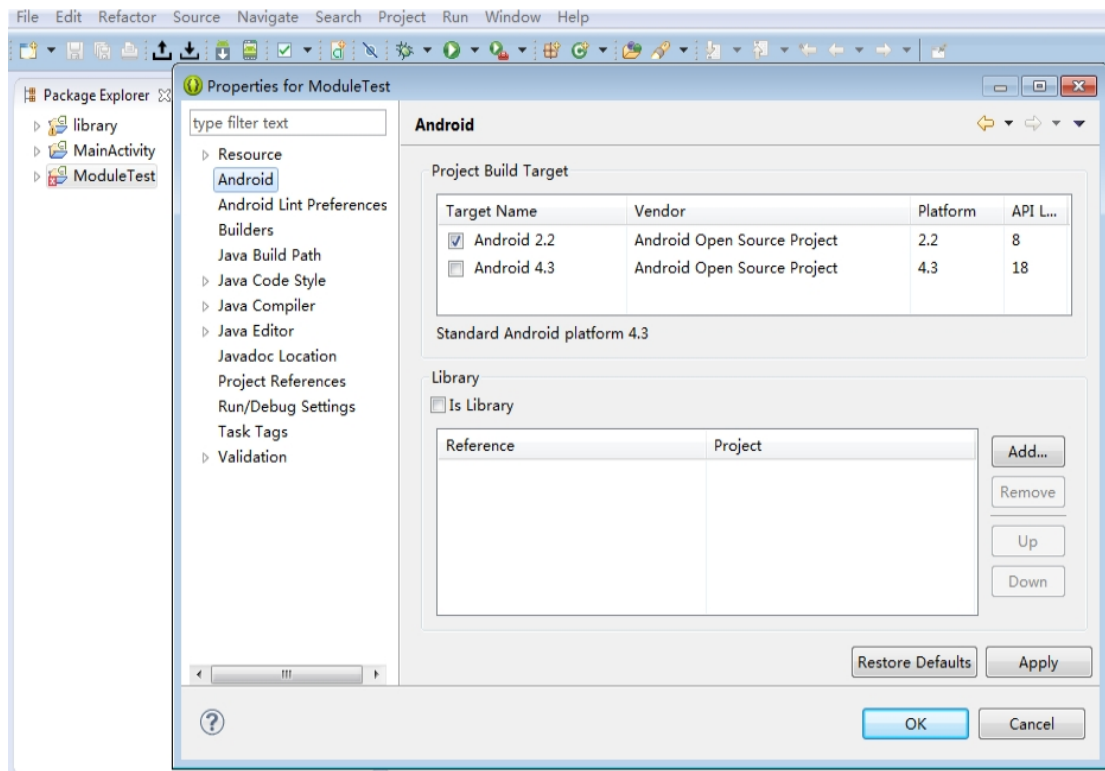 File Edit Refactor Source Navigate Search Project Run Window Help
Package Explorer
library
MainActivity
ModuleTest
Properties for ModuleTest
type filter text
Resource
Android
Android Lint Preferences
Builders
Java Build Path
Java Code Style
Java Compiler
Java Editor
Javadoc Location
Project References
Run/Debug Settings
Task Tags
Validation
Android
Project Build Target
Target Name Vendor Platform API L...
Android 2.2 Android Open Source Project 2.2 8
Android 4.3 Android Open Source Project 4.3 18
Standard Android platform 4.3
Library
Is Library
Reference Project
Add...
Remove
Up
Down
Restore Defaults Apply
OK Cancel